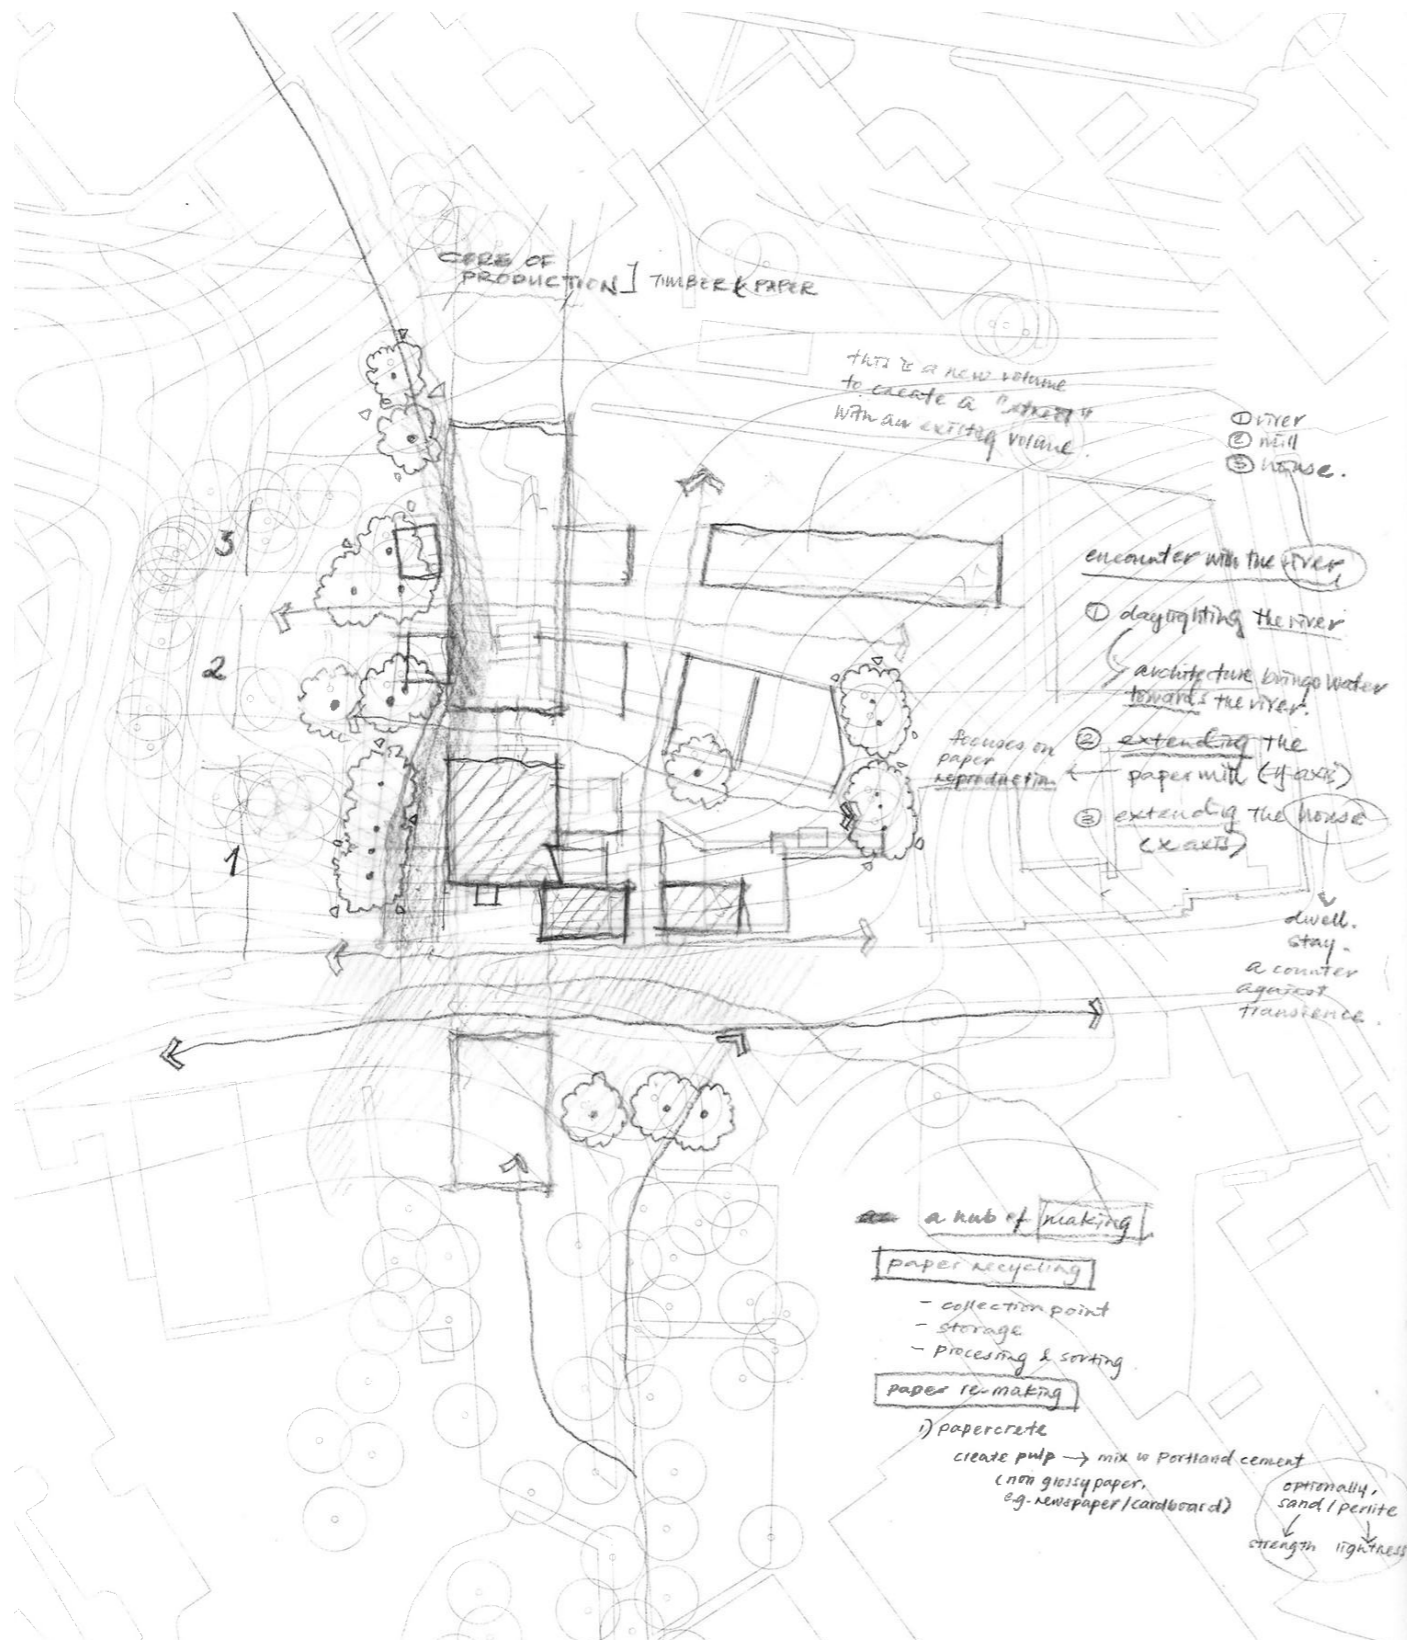 CORE OF
PRODUCTION] TIMBER & PAPER
this is a new volume
to create a "street"
with an existing volume.
① river
② mill
③ house.
3
2
1
encounter with the river,
① daylighting the river
architecture brings water
towards the river.
② extending the
paper mill (y-axis)
focuses on
paper
reproduction
③ extending the house
(x axis)
dwell.
stay.
a counter
against
transience.
a hub of making
paper recycling
- collection point
- storage
- processing & sorting
paper re-making
1) papercrete
create pulp → mix w Portland cement
(non glossy paper,
e.g. newspaper/cardboard)
optionally,
sand / perlite
strength lightness